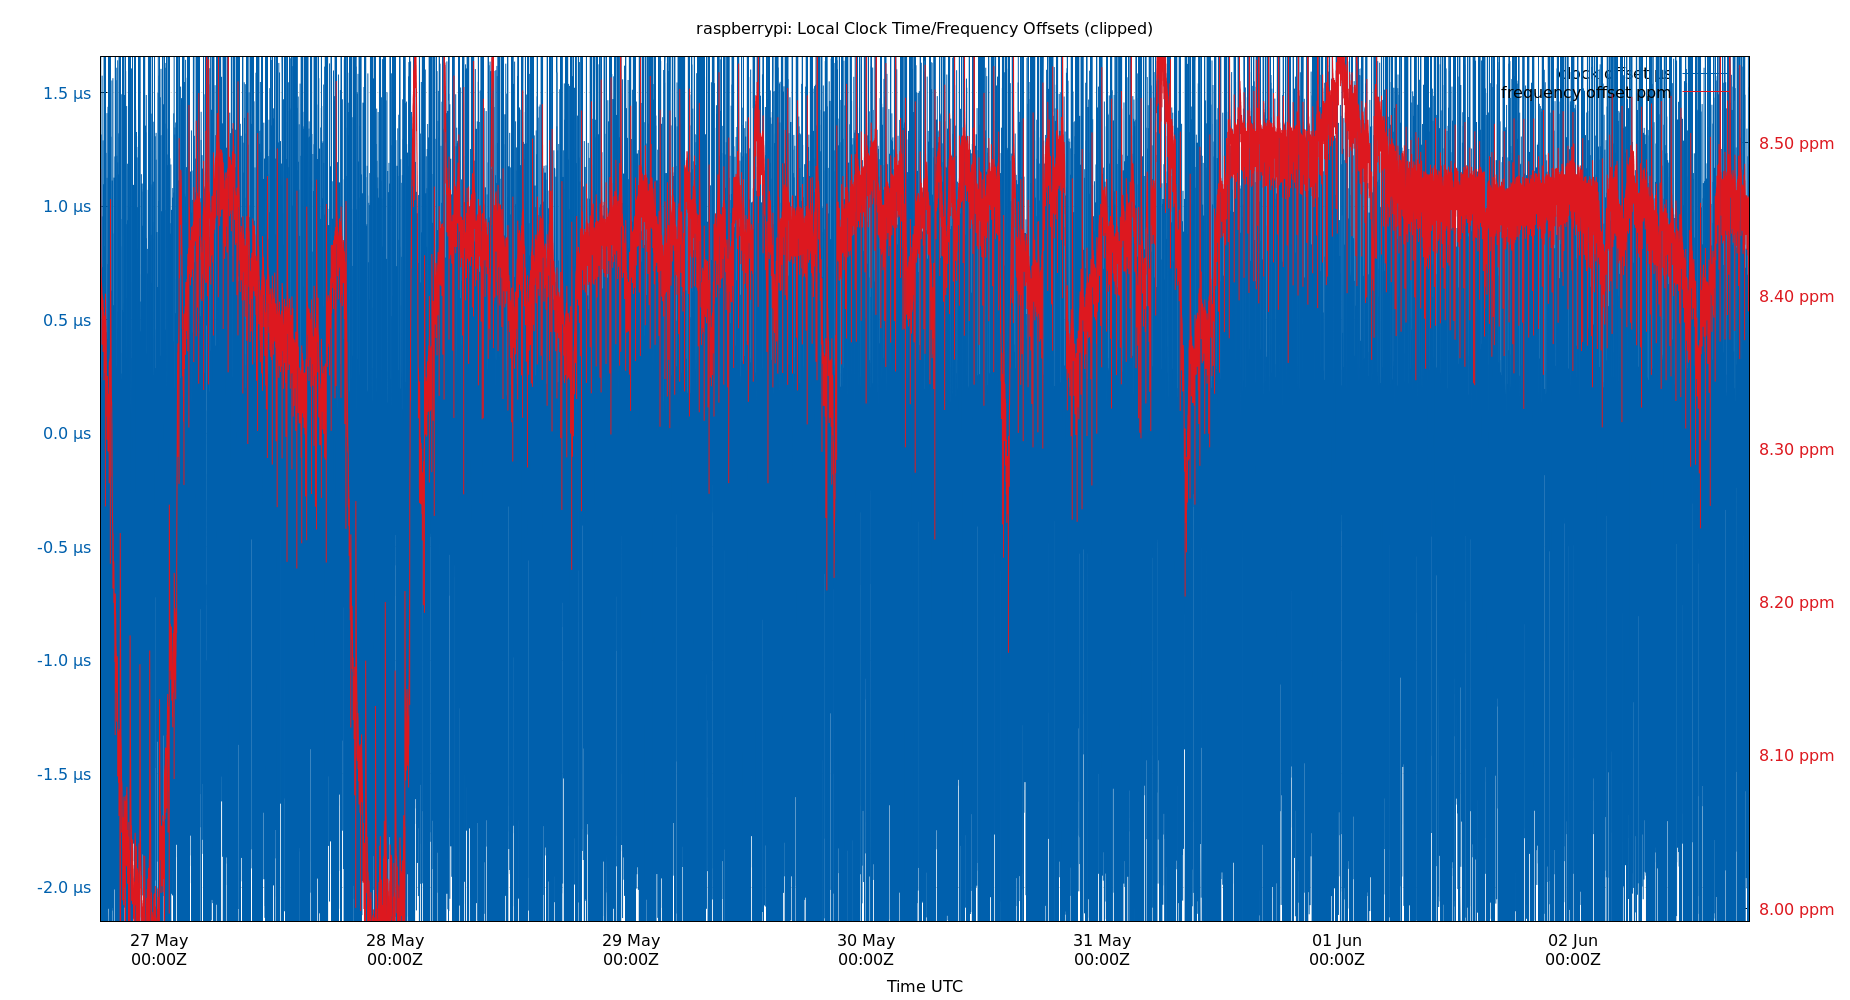 raspberrypi: Local Clock Time/Frequency Offsets (clipped)
clock offset µs
frequency offset ppm
1.5 µs
1.0 µs
0.5 µs
0.0 µs
-0.5 µs
-1.0 µs
-1.5 µs
-2.0 µs
8.50 ppm
8.40 ppm
8.30 ppm
8.20 ppm
8.10 ppm
8.00 ppm
27 May 28 May 29 May 30 May 31 May 01 Jun 02 Jun
00:00Z 00:00Z 00:00Z 00:00Z 00:00Z 00:00Z 00:00Z
Time UTC